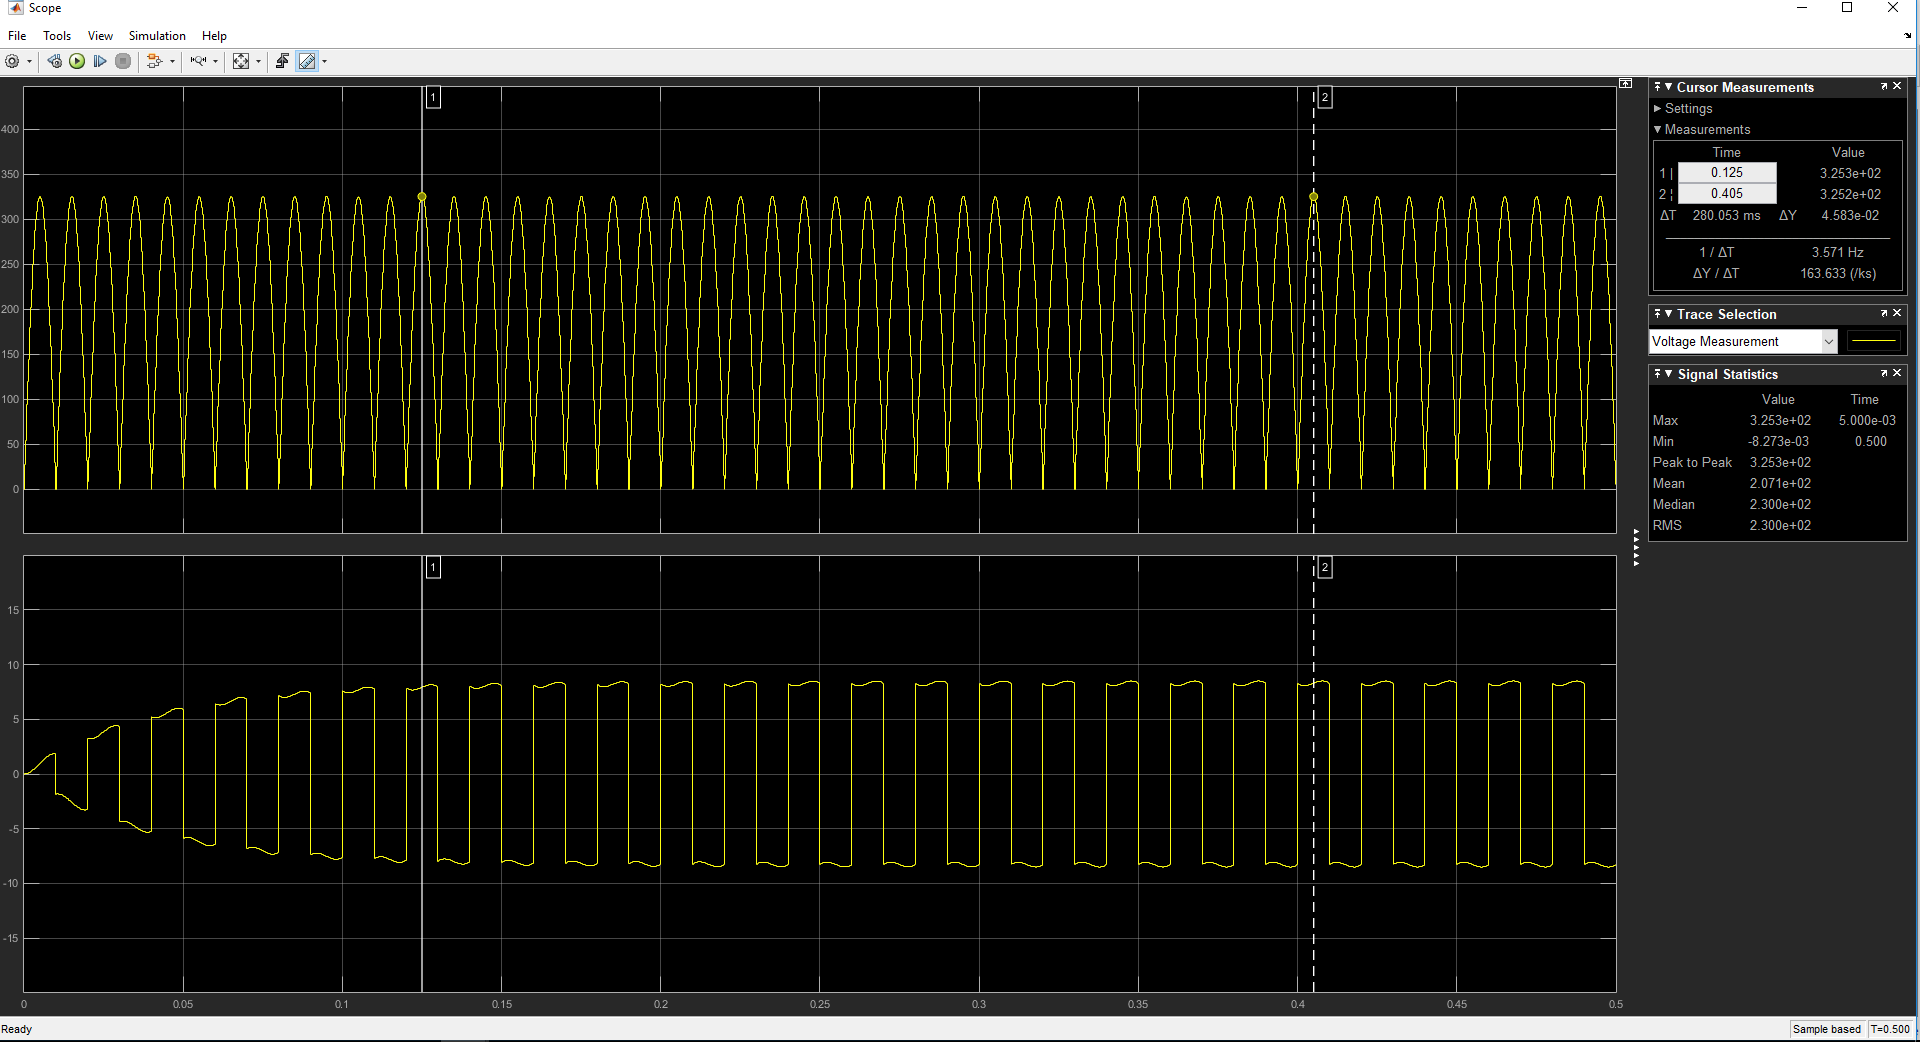 Scope
File Tools View Simulation Help
1
2
400
350
300
250
200
150
100
50
0
1
2
15
10
5
0
-5
-10
-15
0 0.05 0.1 0.15 0.2 0.25 0.3 0.35 0.4 0.45 0.5
Cursor Measurements
Settings
Measurements
Time Value
1 | 0.125 3.253e+02
2 ¦ 0.405 3.252e+02
ΔT 280.053 ms ΔY 4.583e-02
1 / ΔT 3.571 Hz
ΔY / ΔT 163.633 (/ks)
Trace Selection
Voltage Measurement
Signal Statistics
Value Time
Max 3.253e+02 5.000e-03
Min -8.273e-03 0.500
Peak to Peak 3.253e+02
Mean 2.071e+02
Median 2.300e+02
RMS 2.300e+02
Ready
Sample based T=0.500